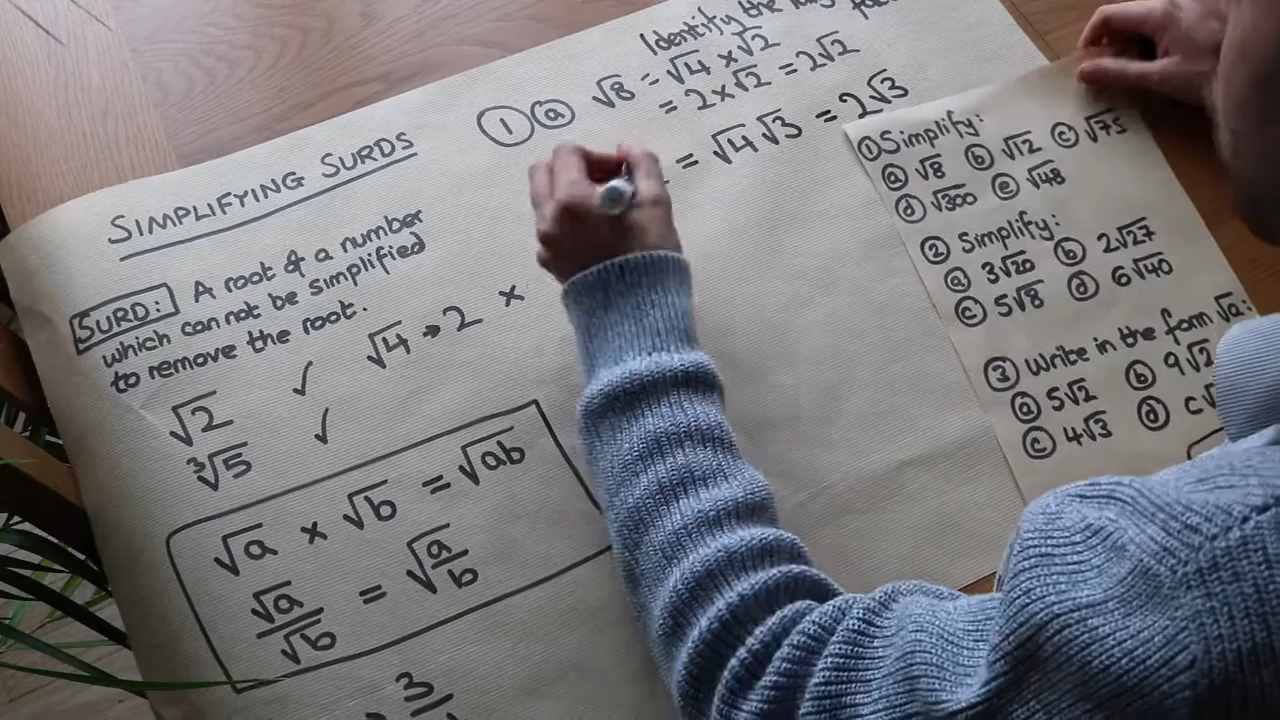 SIMPLIFYING SURDS
SURD: A root of a number
which can not be simplified
to remove the root.
√2 ✓ √4 → 2 ×
∛5 ✓
√a × √b = √ab
√a/√b = √(a/b)
3
Identify the
① ⓐ √8 = √4 × √2
= 2×√2 = 2√2
= √4√3 = 2√3
① Simplify:
ⓐ √8 ⓑ √12 ⓒ √75
ⓓ √300 ⓔ √48
② Simplify:
ⓐ 3√20 ⓑ 2√27
ⓒ 5√8 ⓓ 6√40
③ Write in the form √a:
ⓐ 5√2 ⓑ 9√2
ⓒ 4√3 ⓓ c√